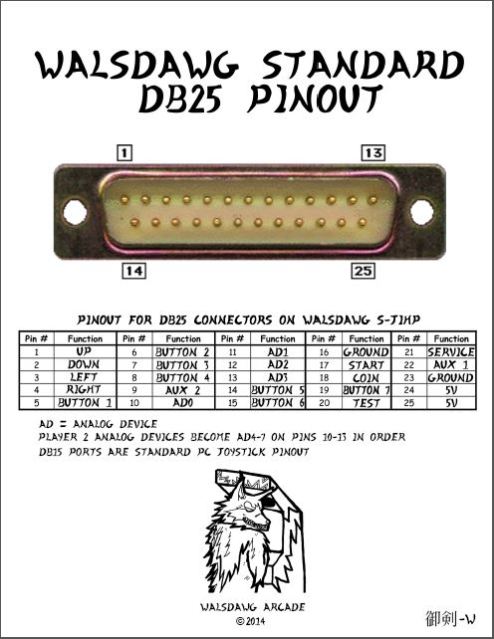 WALSDAWG STANDARD
DB25 PINOUT
1 13
14 25
PINOUT FOR DB25 CONNECTORS ON WALSDAWG S-JIMP
Pin # Function Pin # Function Pin # Function Pin # Function Pin # Function
1 UP 6 BUTTON 2 11 AD1 16 GROUND 21 SERVICE
2 DOWN 7 BUTTON 3 12 AD2 17 START 22 AUX 1
3 LEFT 8 BUTTON 4 13 AD3 18 COIN 23 GROUND
4 RIGHT 9 AUX 2 14 BUTTON 5 19 BUTTON 7 24 5V
5 BUTTON 1 10 AD0 15 BUTTON 6 20 TEST 25 5V
AD = ANALOG DEVICE
PLAYER 2 ANALOG DEVICES BECOME AD4-7 ON PINS 10-13 IN ORDER
DB15 PORTS ARE STANDARD PC JOYSTICK PINOUT
WALSDAWG ARCADE
© 2014
御剣-W